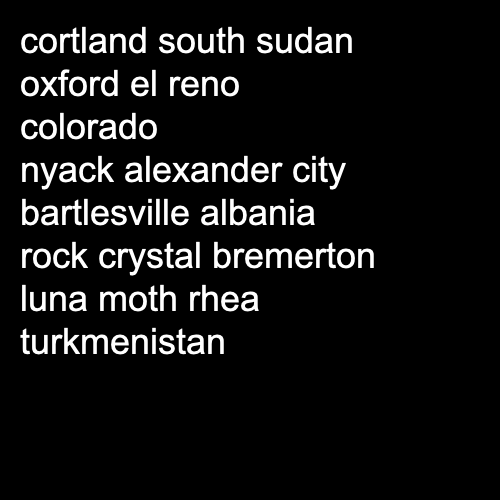 cortland south sudan
oxford el reno
colorado
nyack alexander city
bartlesville albania
rock crystal bremerton
luna moth rhea
turkmenistan